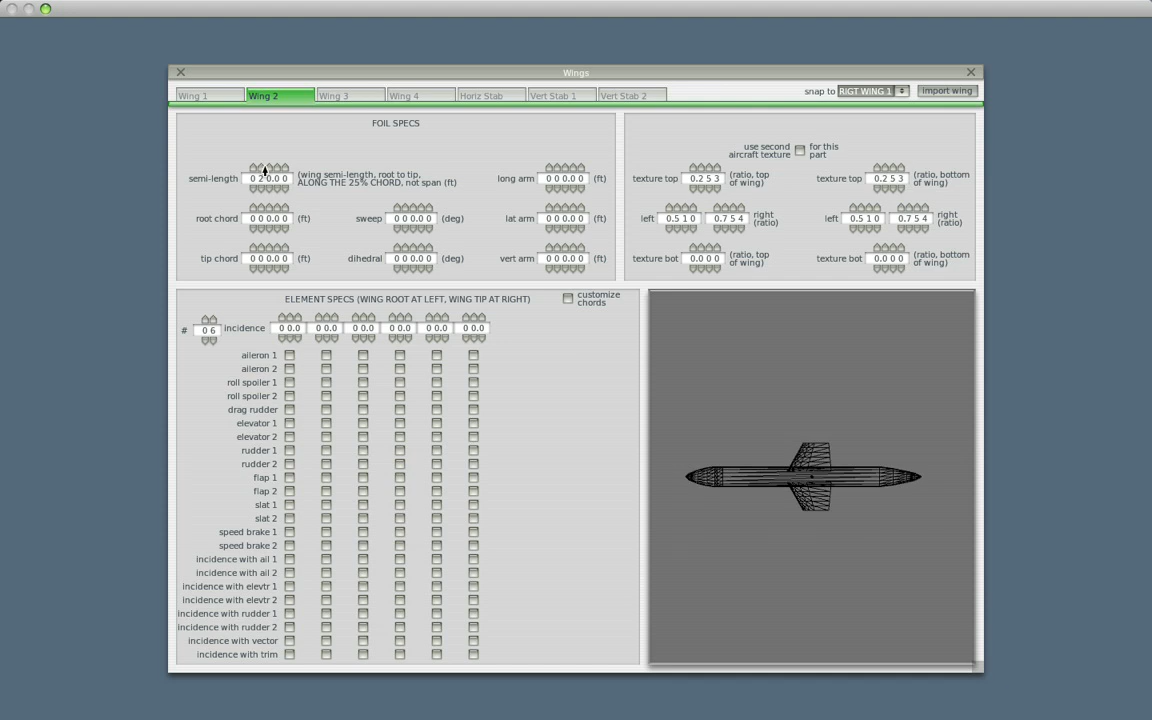 Wings
Wing 1 Wing 2 Wing 3 Wing 4 Horiz Stab Vert Stab 1 Vert Stab 2 snap to RIGT WING 1 import wing
FOIL SPECS
use second aircraft texture for this part
semi-length 0 2 0.0 0 (wing semi-length, root to tip, ALONG THE 25% CHORD, not span (ft) long arm 0 0 0.0 0 (ft)
texture top 0.2 5 3 (ratio, top of wing) texture top 0.2 5 3 (ratio, bottom of wing)
root chord 0 0 0.0 0 (ft) sweep 0 0 0.0 0 (deg) lat arm 0 0 0.0 0 (ft)
left 0.5 1 0 0.7 5 4 right (ratio) left 0.5 1 0 0.7 5 4 right (ratio)
tip chord 0 0 0.0 0 (ft) dihedral 0 0 0.0 0 (deg) vert arm 0 0 0.0 0 (ft)
texture bot 0.0 0 0 (ratio, top of wing) texture bot 0.0 0 0 (ratio, bottom of wing)
ELEMENT SPECS (WING ROOT AT LEFT, WING TIP AT RIGHT) customize chords
# 0 6 incidence 0 0.0 0 0.0 0 0.0 0 0.0 0 0.0 0 0.0
aileron 1
aileron 2
roll spoiler 1
roll spoiler 2
drag rudder
elevator 1
elevator 2
rudder 1
rudder 2
flap 1
flap 2
slat 1
slat 2
speed brake 1
speed brake 2
incidence with ail 1
incidence with ail 2
incidence with elevtr 1
incidence with elevtr 2
incidence with rudder 1
incidence with rudder 2
incidence with vector
incidence with trim